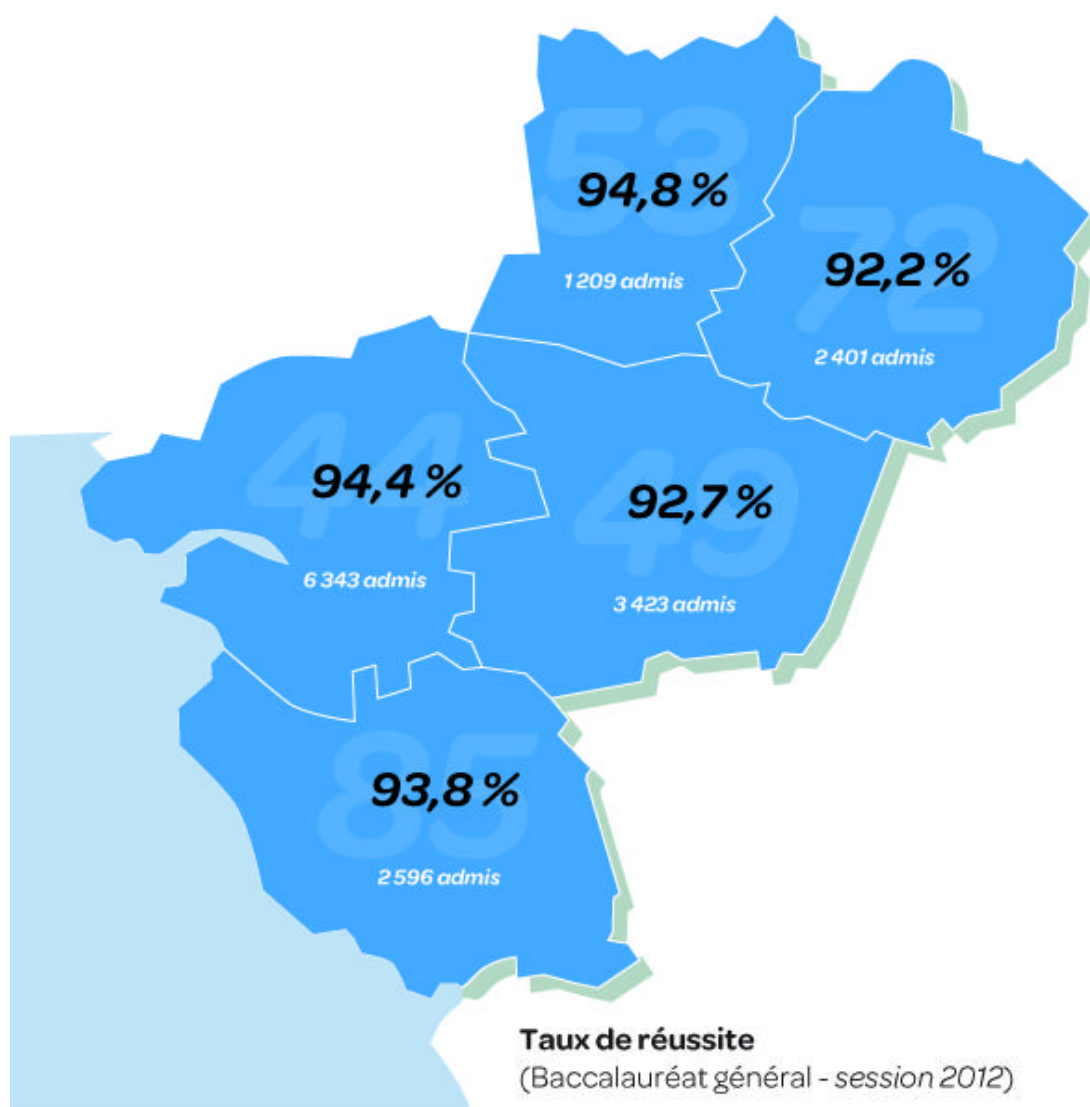 53
94,8 %
1 209 admis
72
92,2 %
2 401 admis
44
94,4 %
6 343 admis
49
92,7 %
3 423 admis
85
93,8 %
2 596 admis
Taux de réussite
(Baccalauréat général - session 2012)